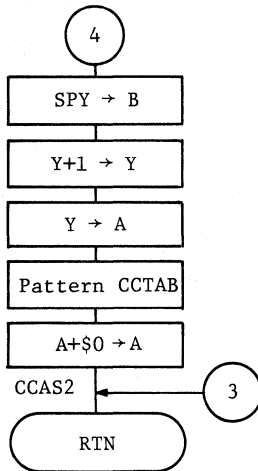 4
SPY → B
Y+1 → Y
Y → A
Pattern CCTAB
A+$0 → A
CCAS2
3
RTN